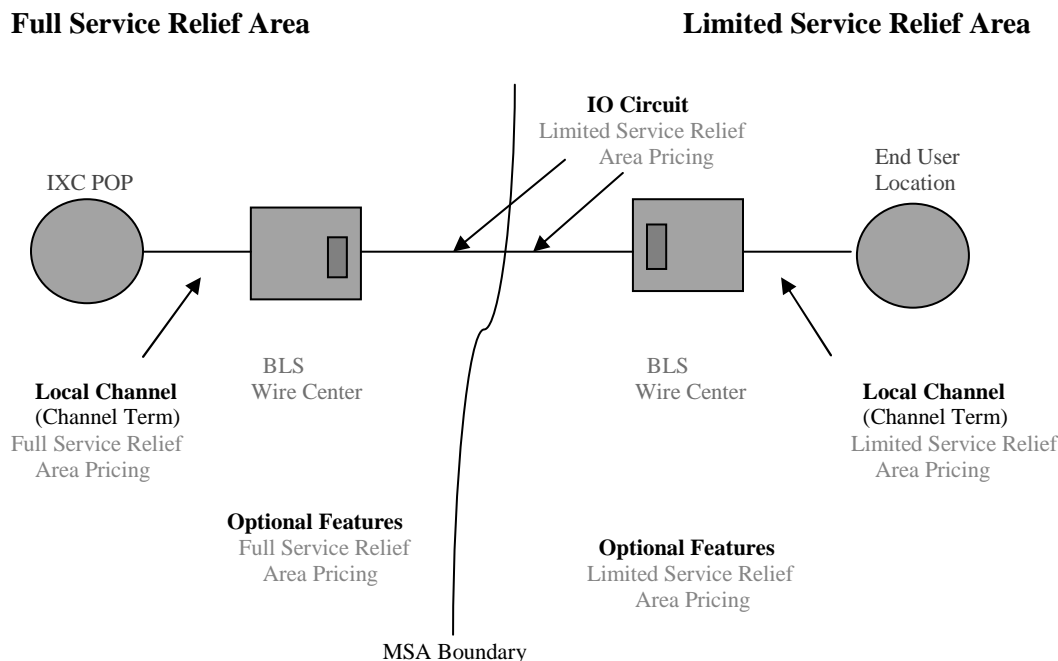 Full Service Relief Area
Limited Service Relief Area
IO Circuit
Limited Service Relief
Area Pricing
IXC POP
End User
Location
BLS
Wire Center
BLS
Wire Center
Local Channel
(Channel Term)
Full Service Relief
Area Pricing
Local Channel
(Channel Term)
Limited Service Relief
Area Pricing
Optional Features
Full Service Relief
Area Pricing
Optional Features
Limited Service Relief
Area Pricing
MSA Boundary